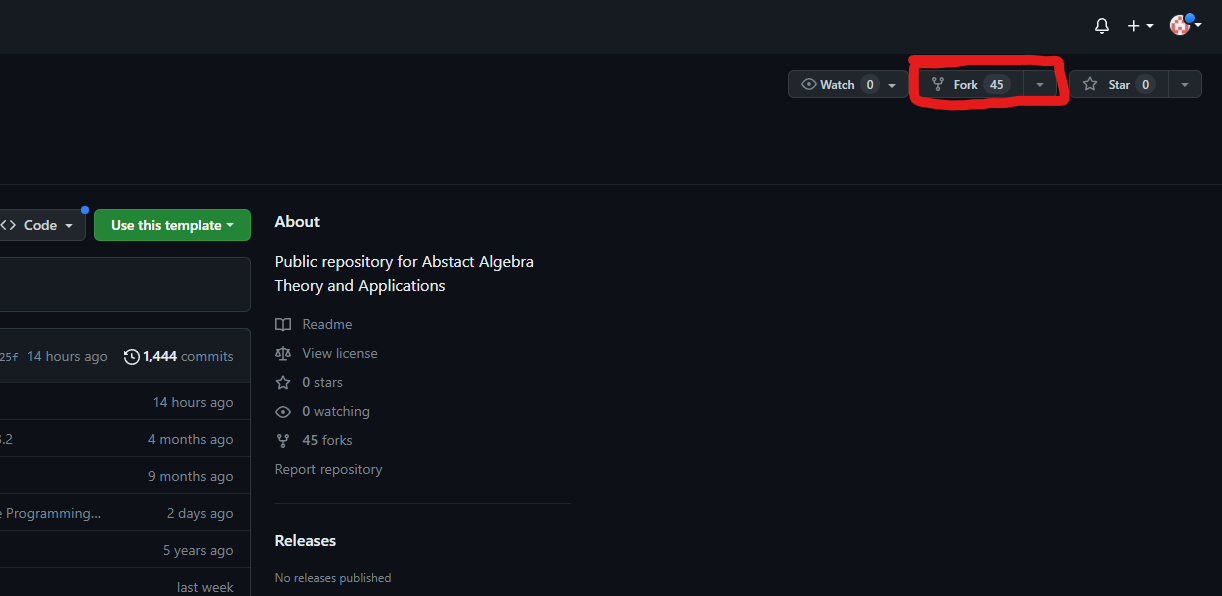 Watch 0
Fork 45
Star 0
<> Code
Use this template
About
Public repository for Abstact Algebra
Theory and Applications
Readme
View license
0 stars
0 watching
45 forks
Report repository
Releases
No releases published
25f 14 hours ago 1,444 commits
14 hours ago
.2 4 months ago
9 months ago
e Programming... 2 days ago
5 years ago
last week